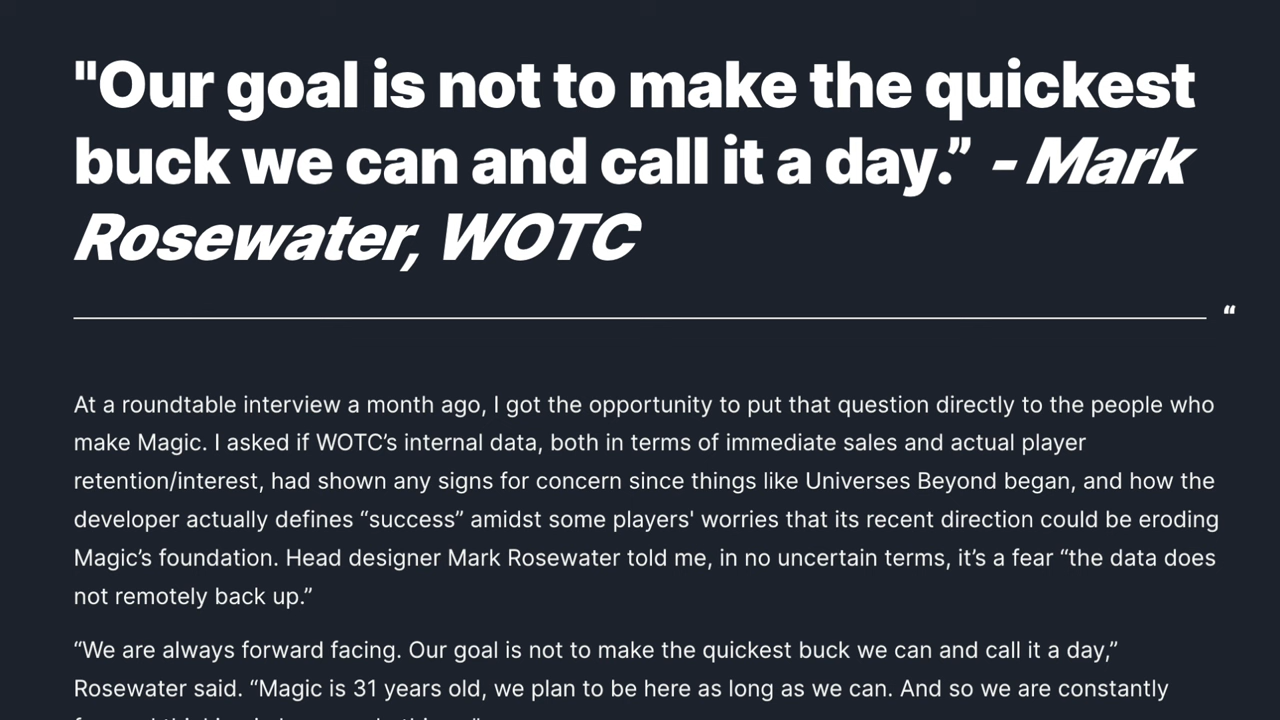 "Our goal is not to make the quickest
buck we can and call it a day.” - Mark
Rosewater, WOTC
“
At a roundtable interview a month ago, I got the opportunity to put that question directly to the people who
make Magic. I asked if WOTC’s internal data, both in terms of immediate sales and actual player
retention/interest, had shown any signs for concern since things like Universes Beyond began, and how the
developer actually defines “success” amidst some players' worries that its recent direction could be eroding
Magic’s foundation. Head designer Mark Rosewater told me, in no uncertain terms, it’s a fear “the data does
not remotely back up.”
“We are always forward facing. Our goal is not to make the quickest buck we can and call it a day,”
Rosewater said. “Magic is 31 years old, we plan to be here as long as we can. And so we are constantly